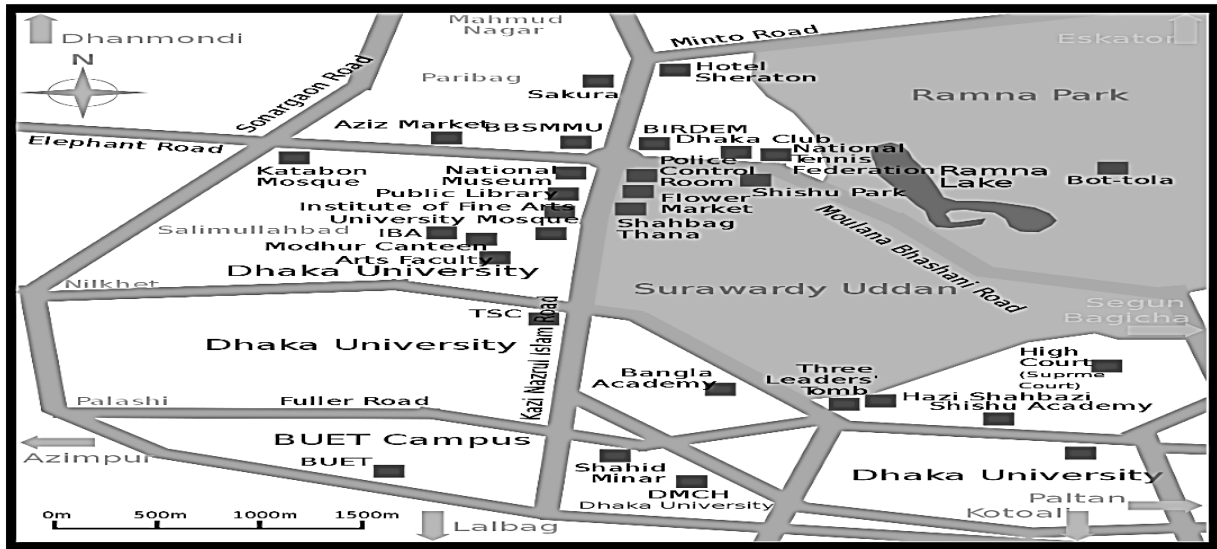 Mahmud
Nagar
Minto Road
Dhanmondi
Eskaton
N
Hotel
Sheraton
Paribag
Sakura
Sonargaon Road
Ramna Park
Aziz Market
BBSMMU
BIRDEM
Dhaka Club
Elephant Road
National
Tennis
Federation
Katabon
Mosque
National
Museum
Police
Control
Room
Ramna
Lake
Bot-tola
Public Library
Shishu Park
Institute of Fine Arts
Flower
Market
University Mosque
Shahbag
Thana
Moulana Bhashani Road
Salimullahbad
IBA
Modhur Canteen
Arts Faculty
Dhaka University
Nilkhet
Surawardy Uddan
Segun
Bagicha
TSC
Kazi Nazrul Islam Road
Dhaka University
High
Court
(Suprme
Court)
Three
Leaders'
Tomb
Bangla
Academy
Palashi
Fuller Road
Hazi Shahbazi
Shishu Academy
BUET Campus
Azimpur
BUET
Shahid
Minar
Dhaka University
DMCH
Dhaka University
Paltan
Kotoali
0m 500m 1000m 1500m
Lalbag